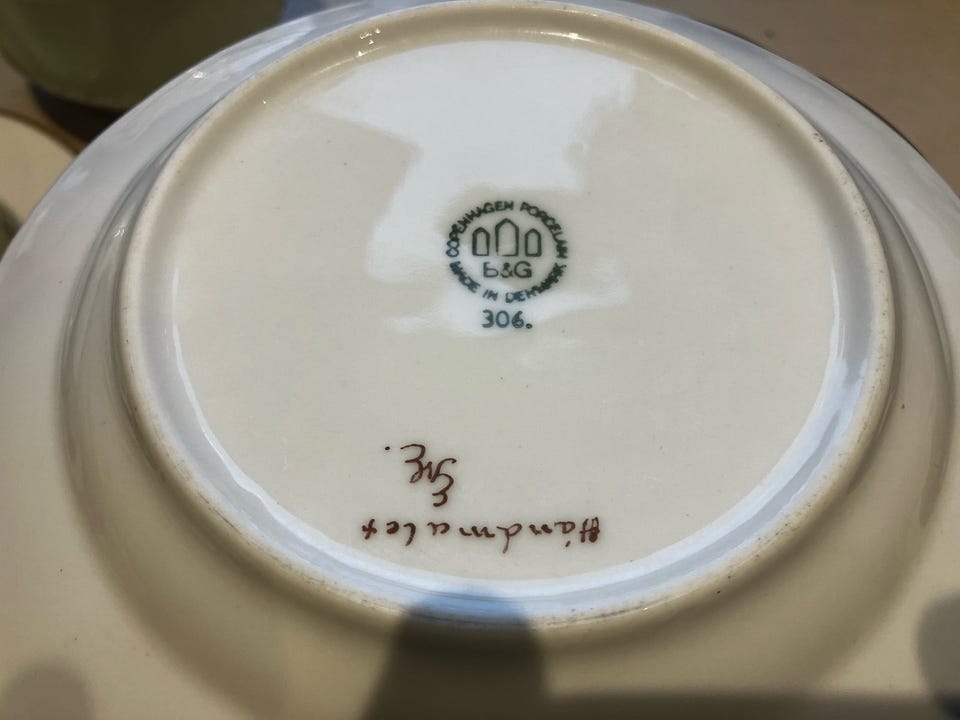 COPENHAGEN PORCELAIN
B&G
MADE IN DENMARK
306.
Håndmalet